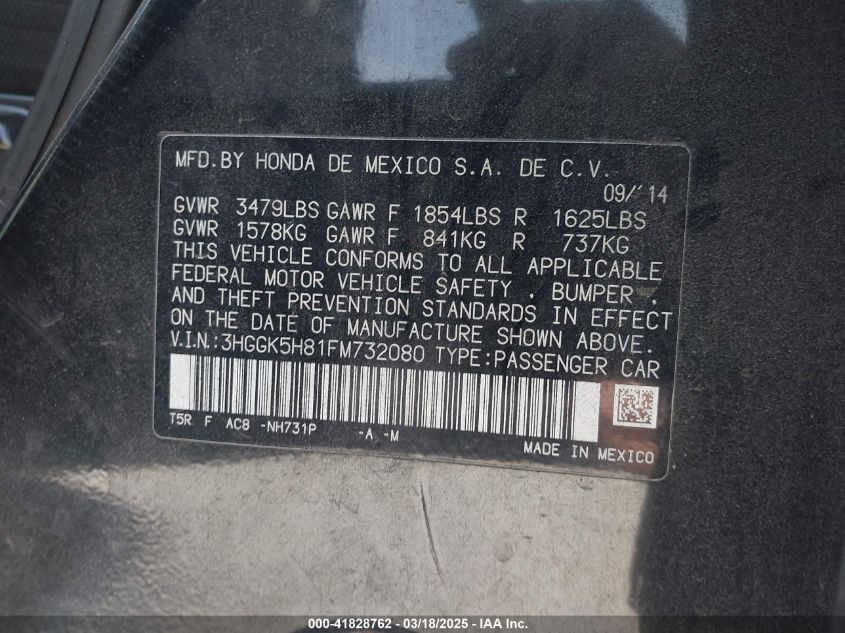 MFD.BY HONDA DE MEXICO S.A. DE C.V.
09/'14
GVWR 3479LBS GAWR F 1854LBS R 1625LBS
GVWR 1578KG GAWR F 841KG R 737KG
THIS VEHICLE CONFORMS TO ALL APPLICABLE
FEDERAL MOTOR VEHICLE SAFETY , BUMPER ,
AND THEFT PREVENTION STANDARDS IN EFFECT
ON THE DATE OF MANUFACTURE SHOWN ABOVE.
V.I.N.:3HGGK5H81FM732080 TYPE:PASSENGER CAR
T5R F AC8 -NH731P -A -M
MADE IN MEXICO
000-41828762 - 03/18/2025 - IAA Inc.